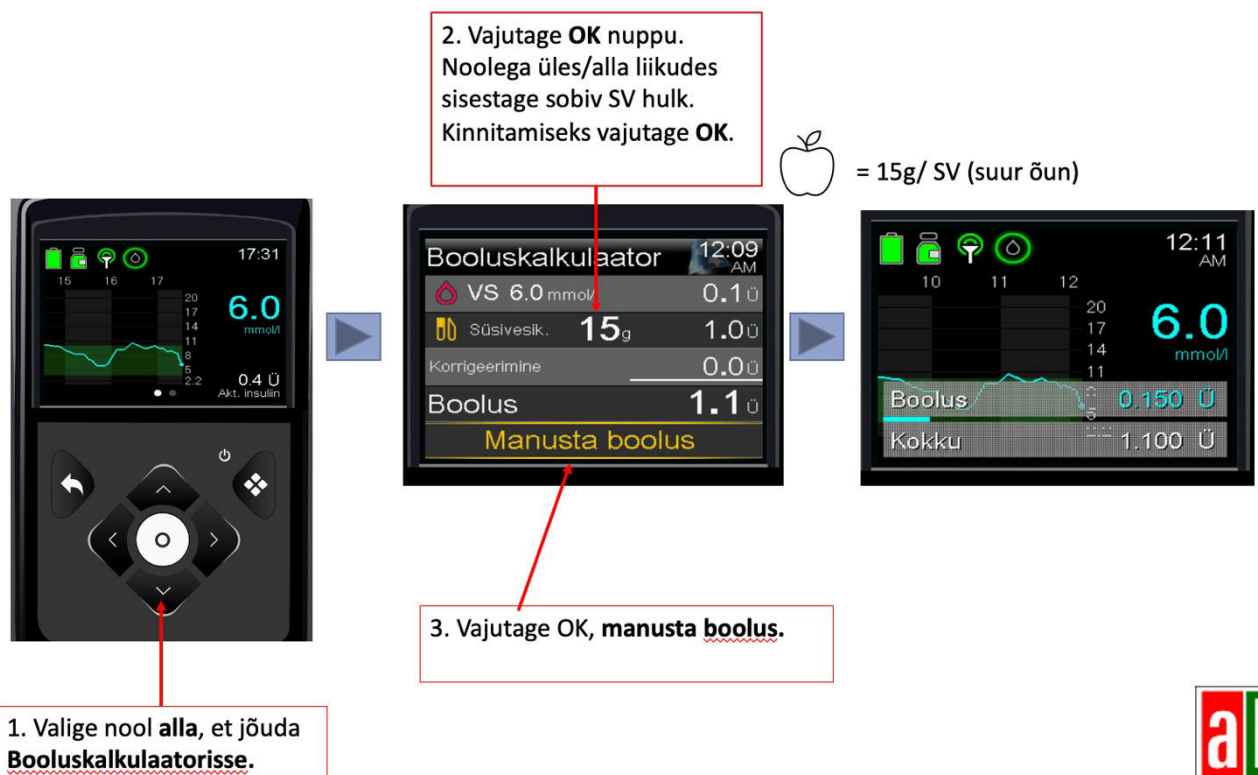 2. Vajutage OK nuppu.
Noolega üles/alla liikudes
sisestage sobiv SV hulk.
Kinnitamiseks vajutage OK.
= 15g/ SV (suur õun)
17:31
15 16 17
20
17
14
11
8
5
2.2
6.0
mmol/l
0.4 Ü
Akt. insuliin
Booluskalkulaator 12:09
AM
VS 6.0 mmol/ 0.1 ü
Süsivesik. 15g 1.0 ü
Korrigeerimine 0.0 ü
Boolus 1.1 ü
Manusta boolus
12:11
AM
10 11 12
20
17
14
11
5
6.0
mmol/l
Boolus 0.150 Ü
Kokku 1.100 Ü
3. Vajutage OK, manusta boolus.
1. Valige nool alla, et jõuda
Booluskalkulaatorisse.
a